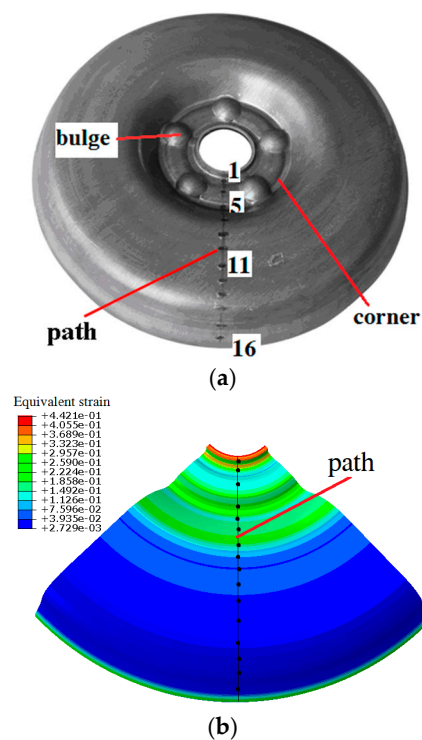 bulge
1
5
11
path
corner
16
(a)
Equivalent strain
+4.421e-01
+4.055e-01
+3.689e-01
+3.323e-01
+2.957e-01
+2.590e-01
+2.224e-01
+1.858e-01
+1.492e-01
+1.126e-01
+7.596e-02
+3.935e-02
+2.729e-03
path
(b)